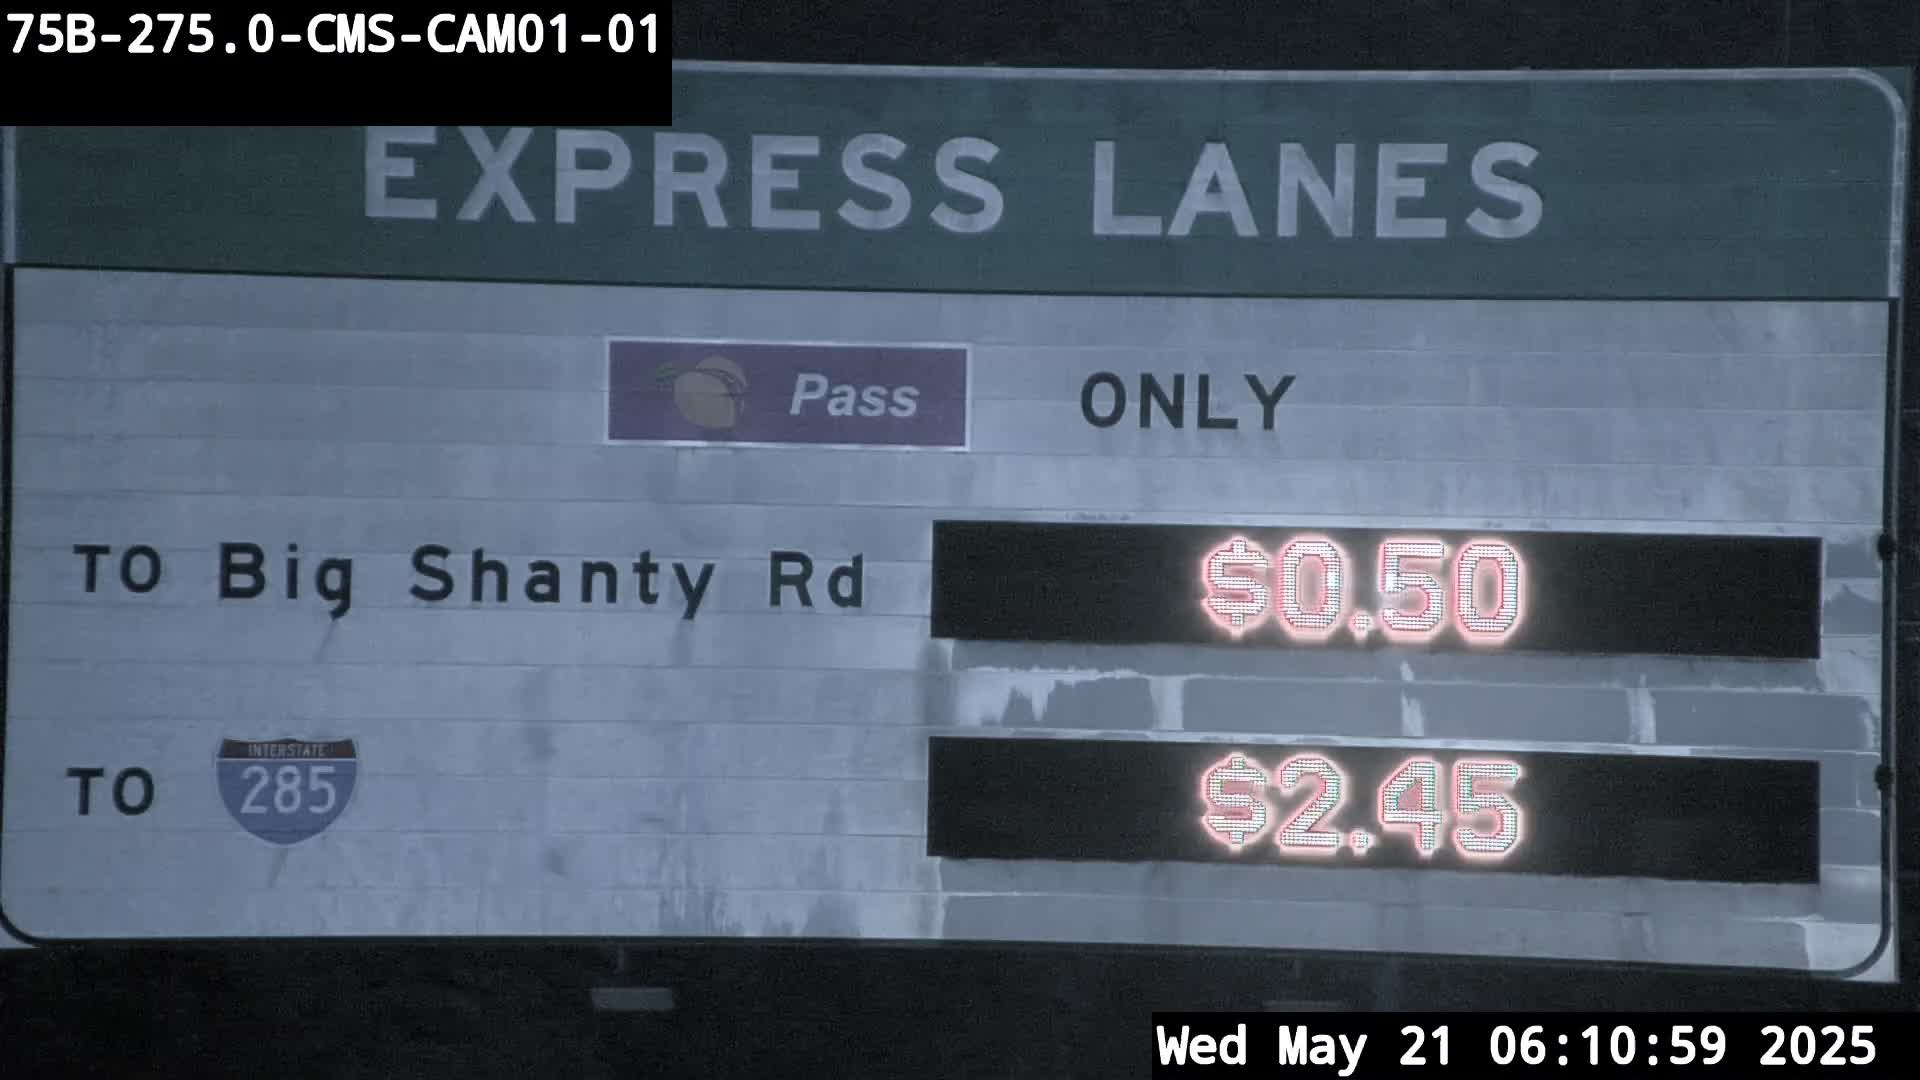 75B-275.0-CMS-CAM01-01
EXPRESS LANES
Pass ONLY
TO Big Shanty Rd $0.50
INTERSTATE
TO 285 $2.45
Wed May 21 06:10:59 2025